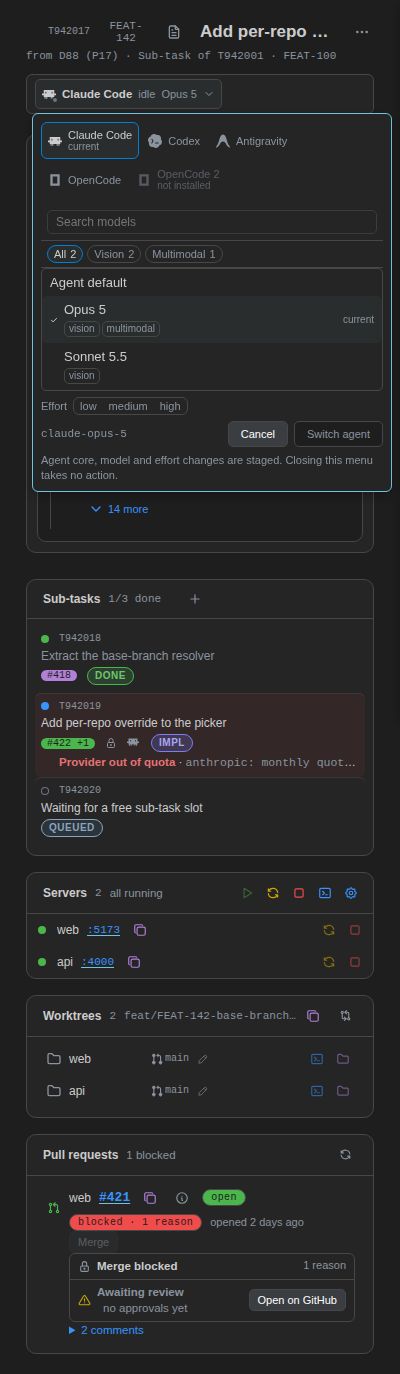 T942017 FEAT-142 Add per-repo …
from D88 (P17) · Sub-task of T942001 · FEAT-100
Claude Code idle Opus 5
Claude Code
current
Codex
Antigravity
OpenCode
OpenCode 2
not installed
Search models
All 2 Vision 2 Multimodal 1
Agent default
Opus 5
vision multimodal
current
Sonnet 5.5
vision
Effort low medium high
claude-opus-5 Cancel Switch agent
Agent core, model and effort changes are staged. Closing this menu
takes no action.
14 more
Sub-tasks 1/3 done
T942018
Extract the base-branch resolver
#418 DONE
T942019
Add per-repo override to the picker
#422 +1 IMPL
Provider out of quota · anthropic: monthly quot…
T942020
Waiting for a free sub-task slot
QUEUED
Servers 2 all running
web :5173
api :4000
Worktrees 2 feat/FEAT-142-base-branch…
web main
api main
Pull requests 1 blocked
web #421 open
blocked · 1 reason opened 2 days ago
Merge
Merge blocked 1 reason
Awaiting review
no approvals yet
Open on GitHub
2 comments